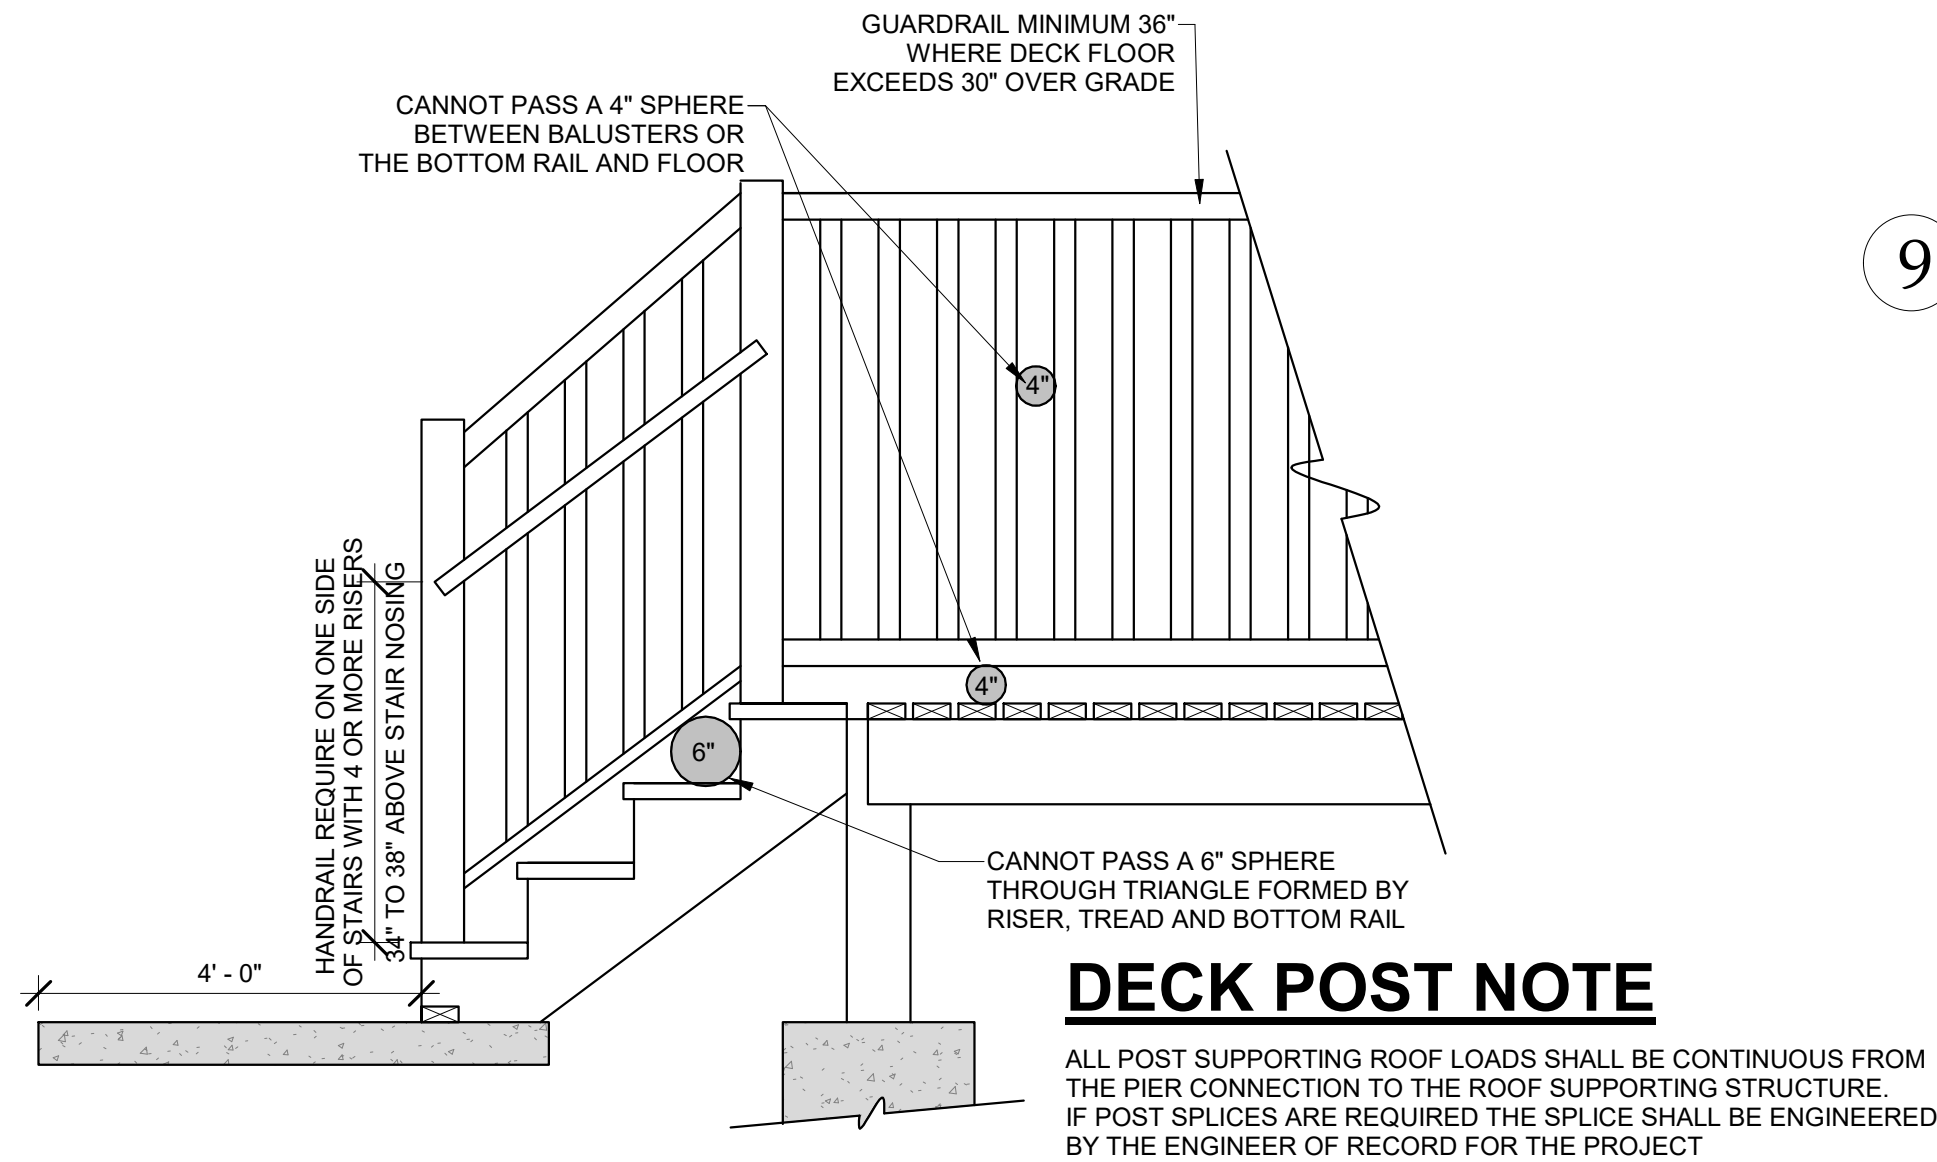 GUARDRAIL MINIMUM 36"
WHERE DECK FLOOR
EXCEEDS 30" OVER GRADE
CANNOT PASS A 4" SPHERE
BETWEEN BALUSTERS OR
THE BOTTOM RAIL AND FLOOR
9
4"
4"
6"
HANDRAIL REQUIRE ON ONE SIDE
OF STAIRS WITH 4 OR MORE RISERS
34" TO 38" ABOVE STAIR NOSING
CANNOT PASS A 6" SPHERE
THROUGH TRIANGLE FORMED BY
RISER, TREAD AND BOTTOM RAIL
4' - 0"
DECK POST NOTE
ALL POST SUPPORTING ROOF LOADS SHALL BE CONTINUOUS FROM
THE PIER CONNECTION TO THE ROOF SUPPORTING STRUCTURE.
IF POST SPLICES ARE REQUIRED THE SPLICE SHALL BE ENGINEERED
BY THE ENGINEER OF RECORD FOR THE PROJECT